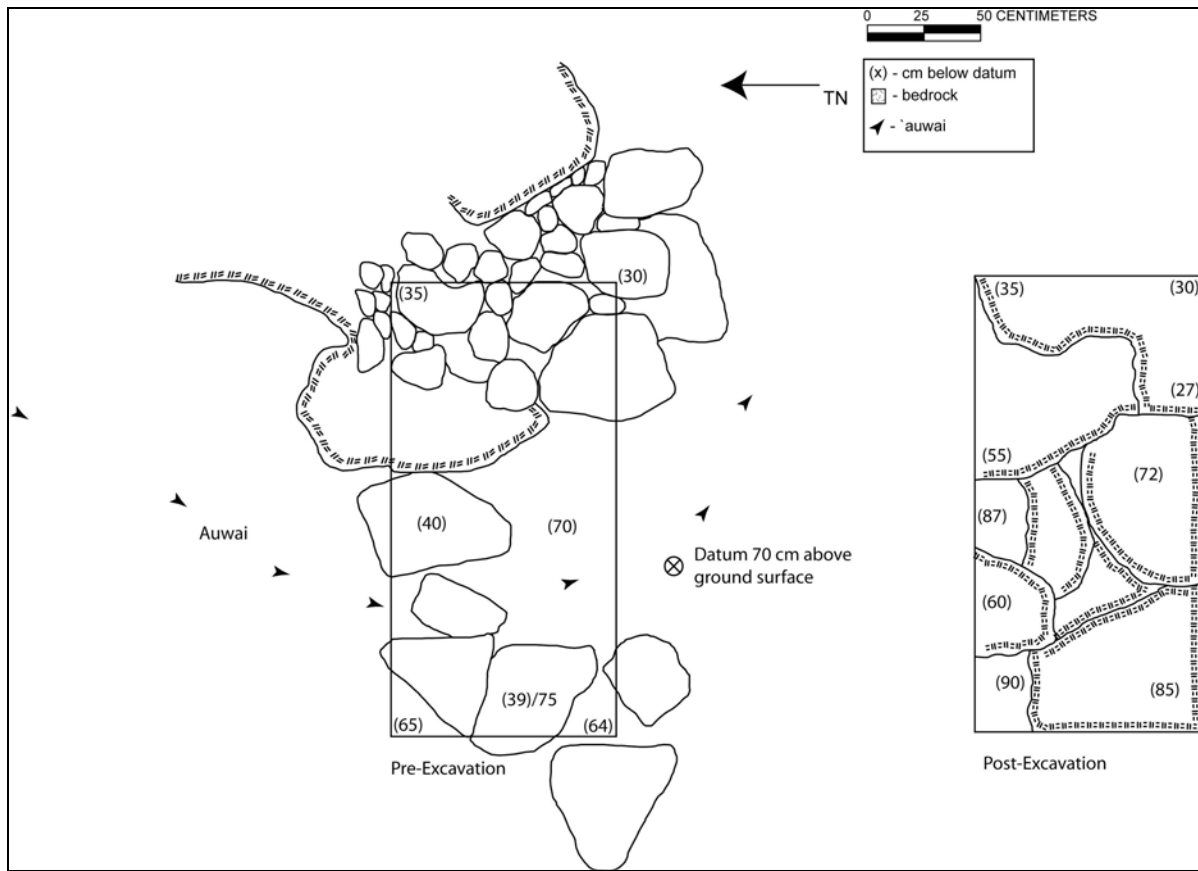 0 25 50 CENTIMETERS
(x) - cm below datum
- bedrock
- `auwai
TN
(30)
(35)
(35)
(30)
(27)
(55)
(72)
(40)
(70)
(87)
Auwai
Datum 70 cm above
ground surface
(60)
(39)/75
(90)
(85)
(65)
(64)
Pre-Excavation
Post-Excavation